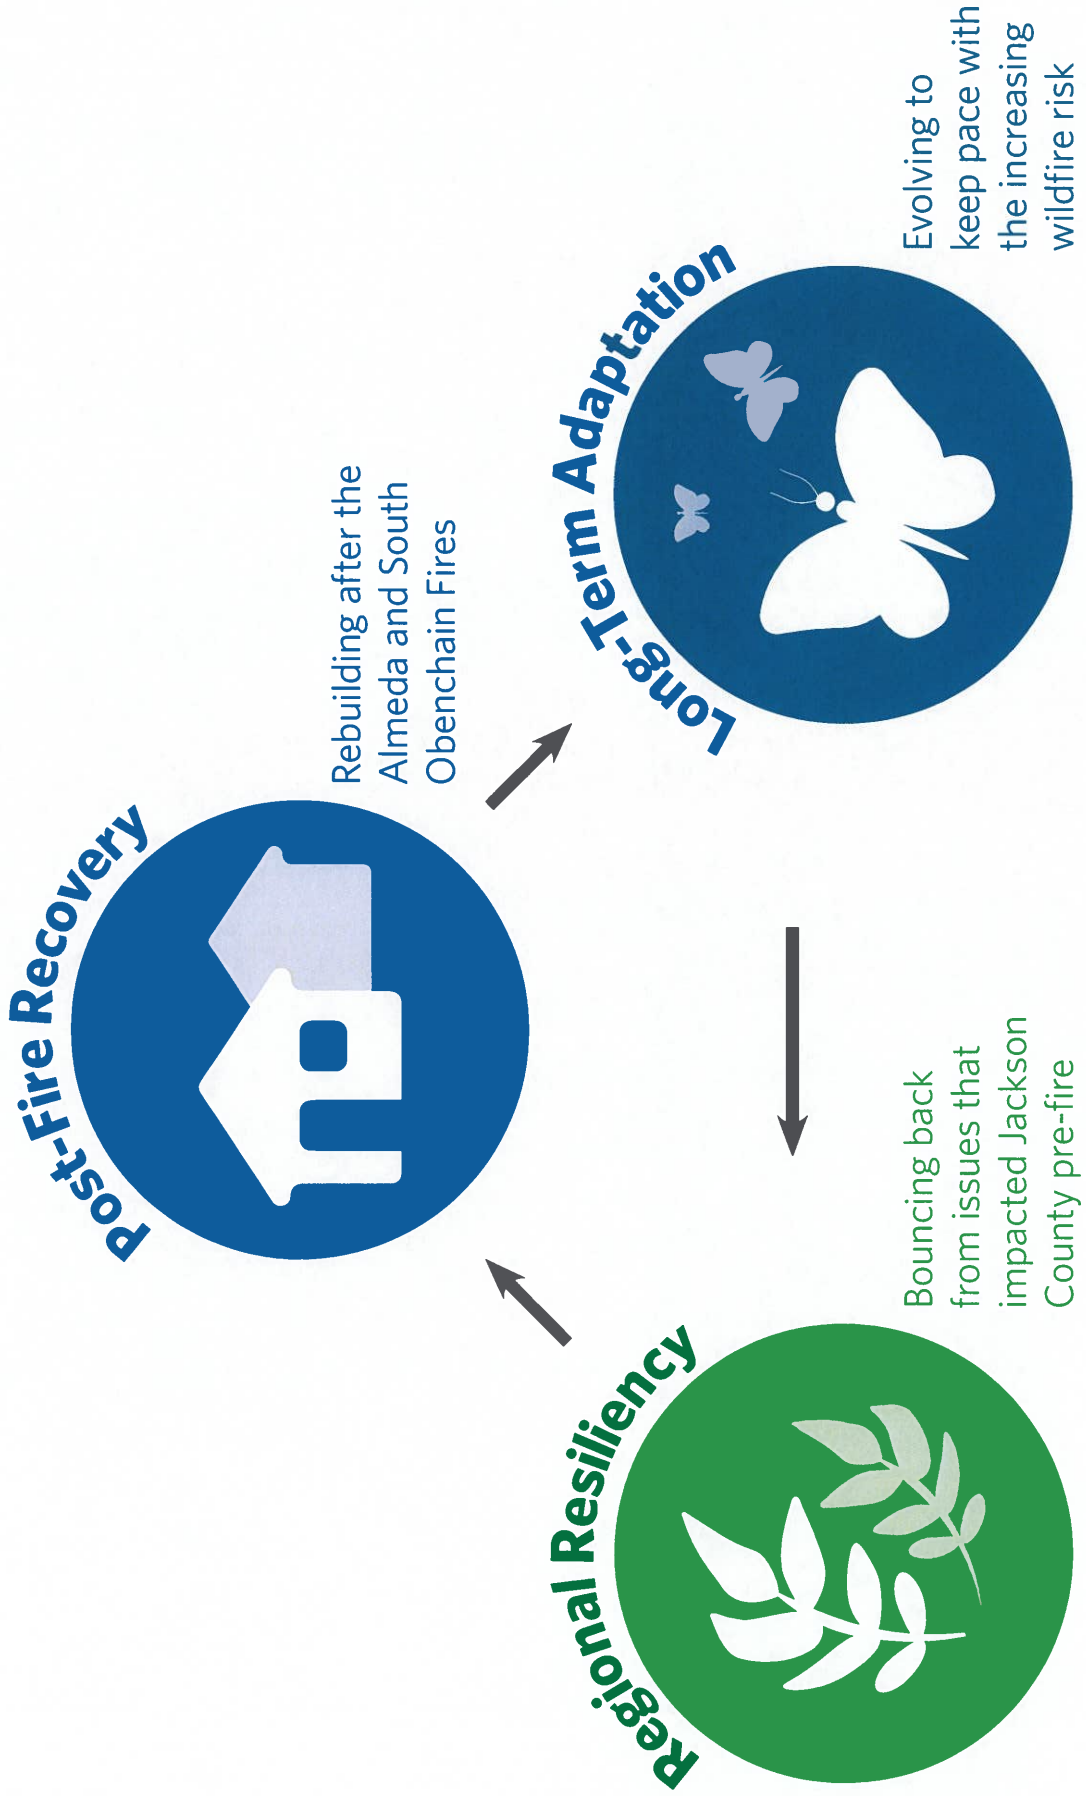 Post-Fire Recovery
Rebuilding after the
Almeda and South
Obenchain Fires
Regional Resiliency
Bouncing back
from issues that
impacted Jackson
County pre-fire
Long-Term Adaptation
Evolving to
keep pace with
the increasing
wildfire risk